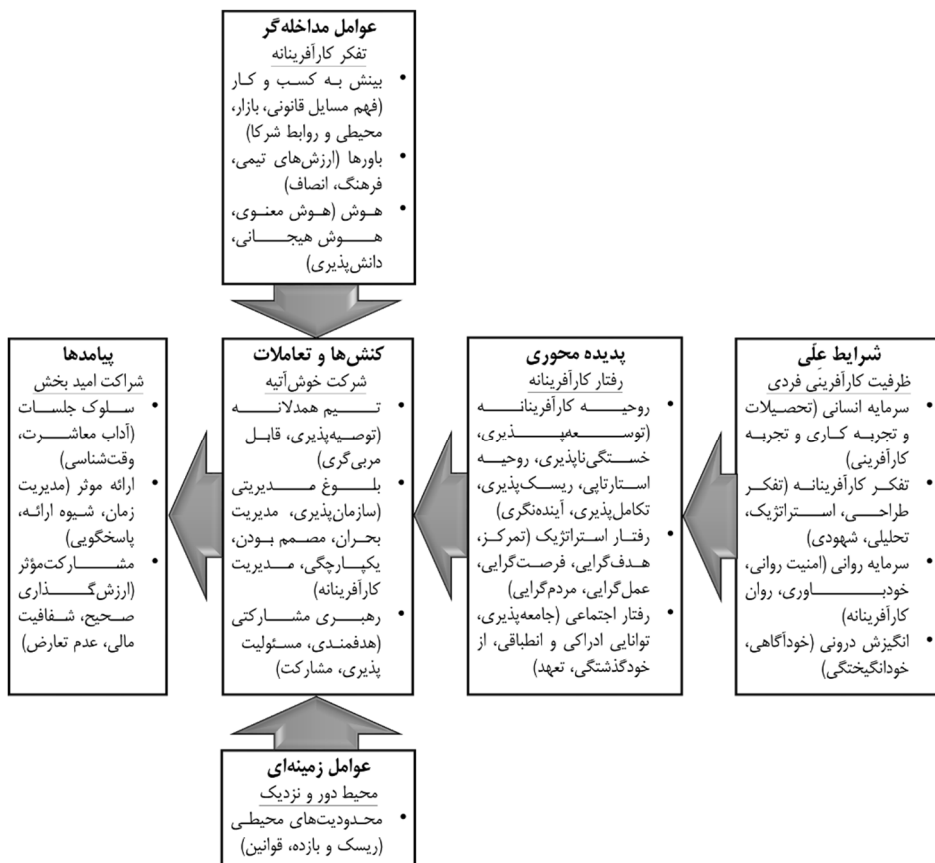 عوامل مداخله‌گر
تفکر کارآفرینانه
• بینش به کسب و کار
(فهم مسایل قانونی، بازار،
محیطی و روابط شرکا)
• باورها (ارزش‌های تیمی،
فرهنگ، انصاف)
• هوش (هوش معنوی،
هوش هیجانی،
دانش‌پذیری)
شرایط علّی
ظرفیت کارآفرینی فردی
• سرمایه انسانی (تحصیلات
و تجربه کاری و تجربه
کارآفرینی)
• تفکر کارآفرینانه (تفکر
طراحی، استراتژیک،
تحلیلی، شهودی)
• سرمایه روانی (امنیت روانی،
خودباوری، روان
کارآفرینانه)
• انگیزش درونی (خودآگاهی،
خودانگیختگی)
پدیده محوری
رفتار کارآفرینانه
• روحیه کارآفرینانه
(توسعه‌پذیری،
خستگی‌ناپذیری، روحیه
استارتاپی، ریسک‌پذیری،
تکامل‌پذیری، آینده‌نگری)
• رفتار استراتژیک (تمرکز،
هدف‌گرایی، فرصت‌گرایی،
عمل‌گرایی، مردم‌گرایی)
• رفتار اجتماعی (جامعه‌پذیری،
توانایی ادراکی و انطباقی، از
خودگذشتگی، تعهد)
کنش‌ها و تعاملات
شرکت خوش‌آتیه
• تیم همدلانه
(توصیه‌پذیری، قابل
مربی‌گری)
• بلوغ مدیریتی
(سازمان‌پذیری، مدیریت
بحران، مصمم بودن،
یکپارچگی، مدیریت
کارآفرینانه)
• رهبری مشارکتی
(هدفمندی، مسئولیت
پذیری، مشارکت)
پیامدها
شراکت امید بخش
• سلوک جلسات
(آداب معاشرت،
وقت‌شناسی)
• ارائه موثر (مدیریت
زمان، شیوه ارائه،
پاسخگویی)
• مشارکت‌مؤثر
(ارزش‌گذاری
صحیح، شفافیت
مالی، عدم تعارض)
عوامل زمینه‌ای
محیط دور و نزدیک
• محدودیت‌های محیطی
(ریسک و بازده، قوانین)